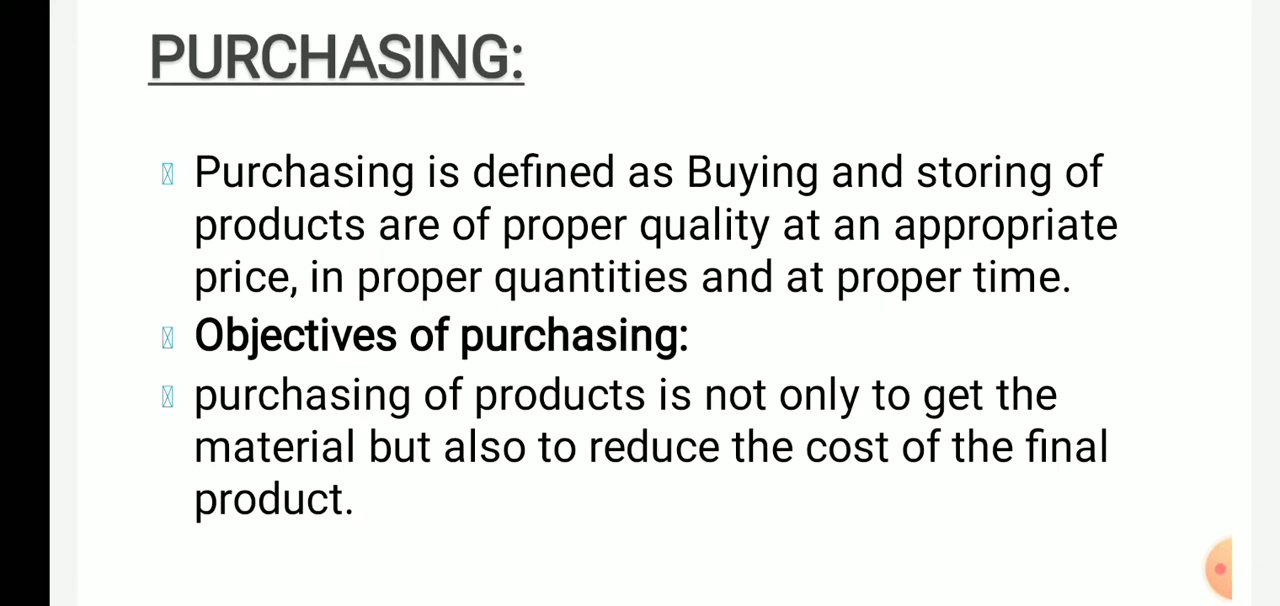 PURCHASING:
Purchasing is defined as Buying and storing of
products are of proper quality at an appropriate
price, in proper quantities and at proper time.
Objectives of purchasing:
purchasing of products is not only to get the
material but also to reduce the cost of the final
product.